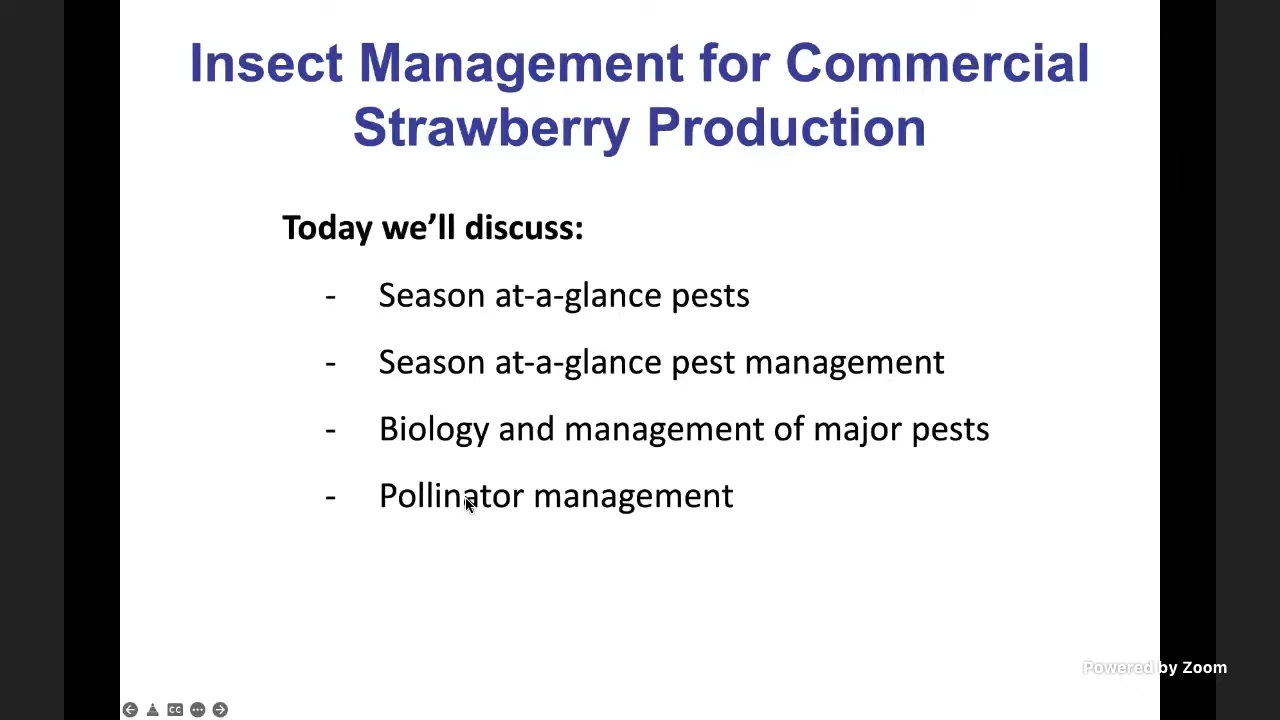 Insect Management for Commercial
Strawberry Production
Today we'll discuss:
- Season at-a-glance pests
- Season at-a-glance pest management
- Biology and management of major pests
- Pollinator management
Powered by Zoom
CC